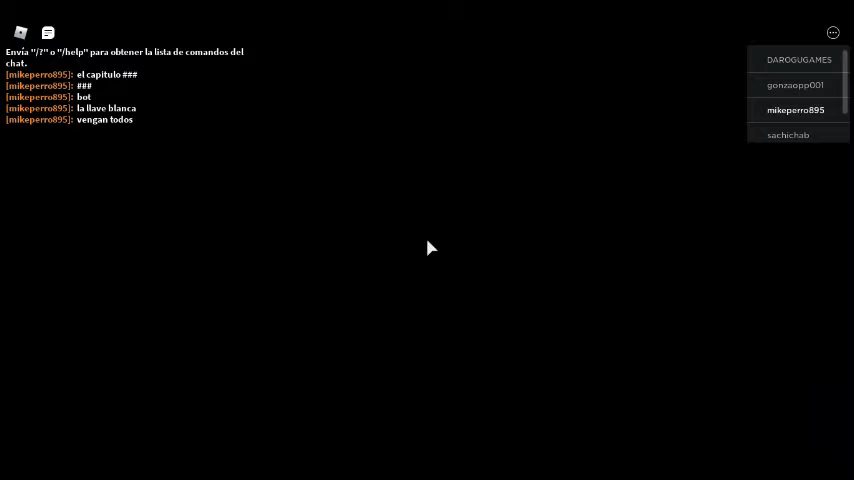 Envía "/?" o "/help" para obtener la lista de comandos del
chat.
[mikeperro895]: el capitulo ###
[mikeperro895]: ###
[mikeperro895]: bot
[mikeperro895]: la llave blanca
[mikeperro895]: vengan todos
DAROGUGAMES
gonzaopp001
mikeperro895
sachichab